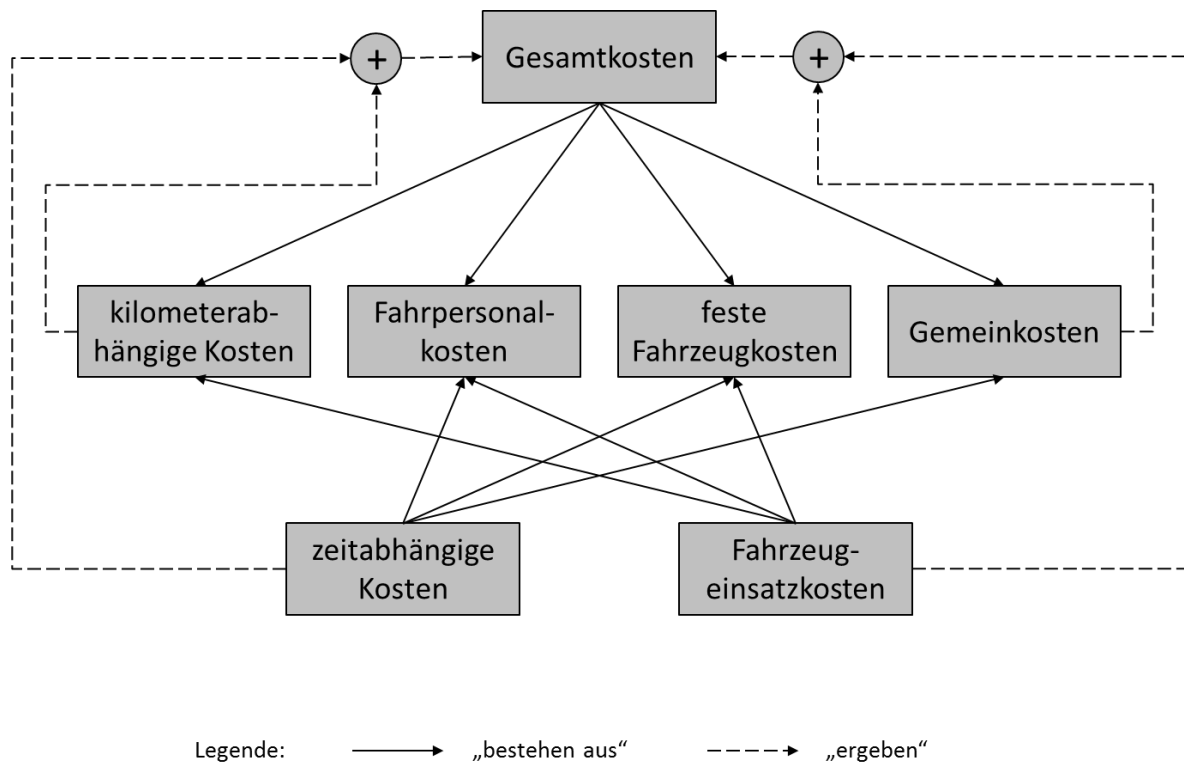 +
Gesamtkosten
+
kilometerab-
hängige Kosten
Fahrpersonal-
kosten
feste
Fahrzeugkosten
Gemeinkosten
zeitabhängige
Kosten
Fahrzeug-
einsatzkosten
Legende: „bestehen aus“ „ergeben“